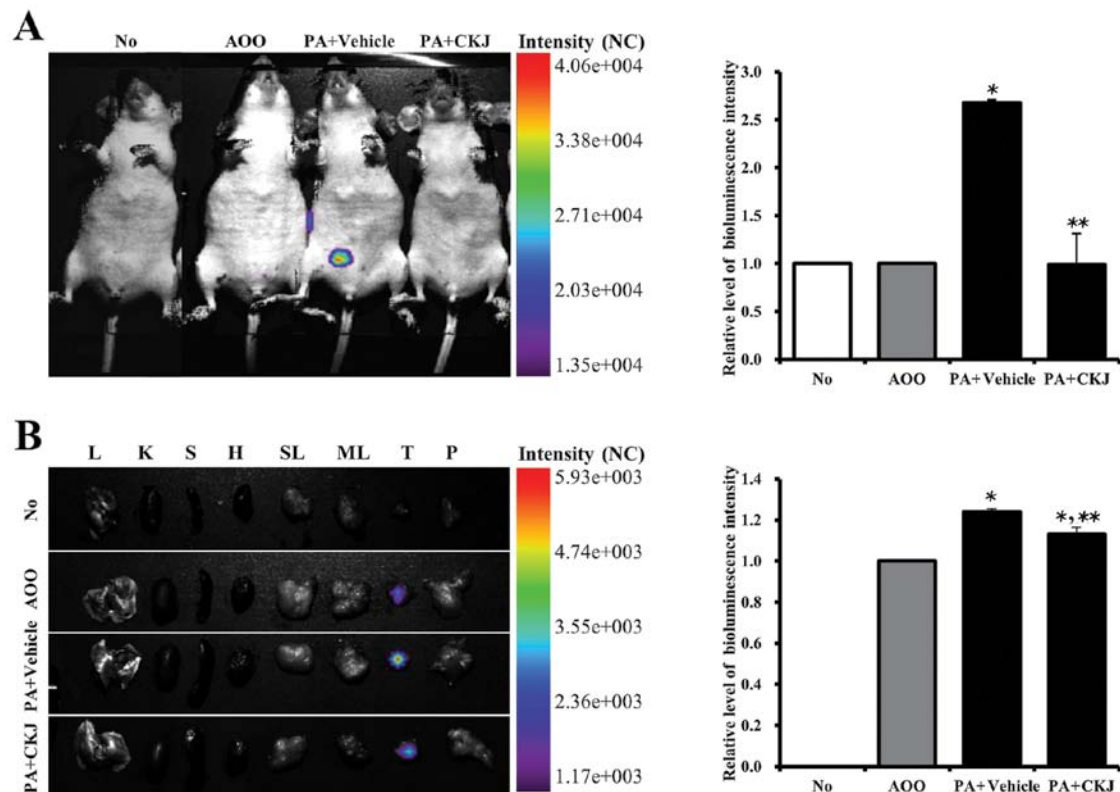 A
No AOO PA+Vehicle PA+CKJ Intensity (NC)
4.06e+004
3.38e+004
2.71e+004
2.03e+004
1.35e+004
Relative level of bioluminescence intensity
3.0
2.5
2.0
1.5
1.0
0.5
0.0
*
**
No AOO PA+Vehicle PA+CKJ
B
L K S H SL ML T P Intensity (NC)
No
AOO
PA+Vehicle
PA+CKJ
5.93e+003
4.74e+003
3.55e+003
2.36e+003
1.17e+003
Relative level of bioluminescence intensity
1.4
1.2
1.0
0.8
0.6
0.4
0.2
0.0
*
*,**
No AOO PA+Vehicle PA+CKJ